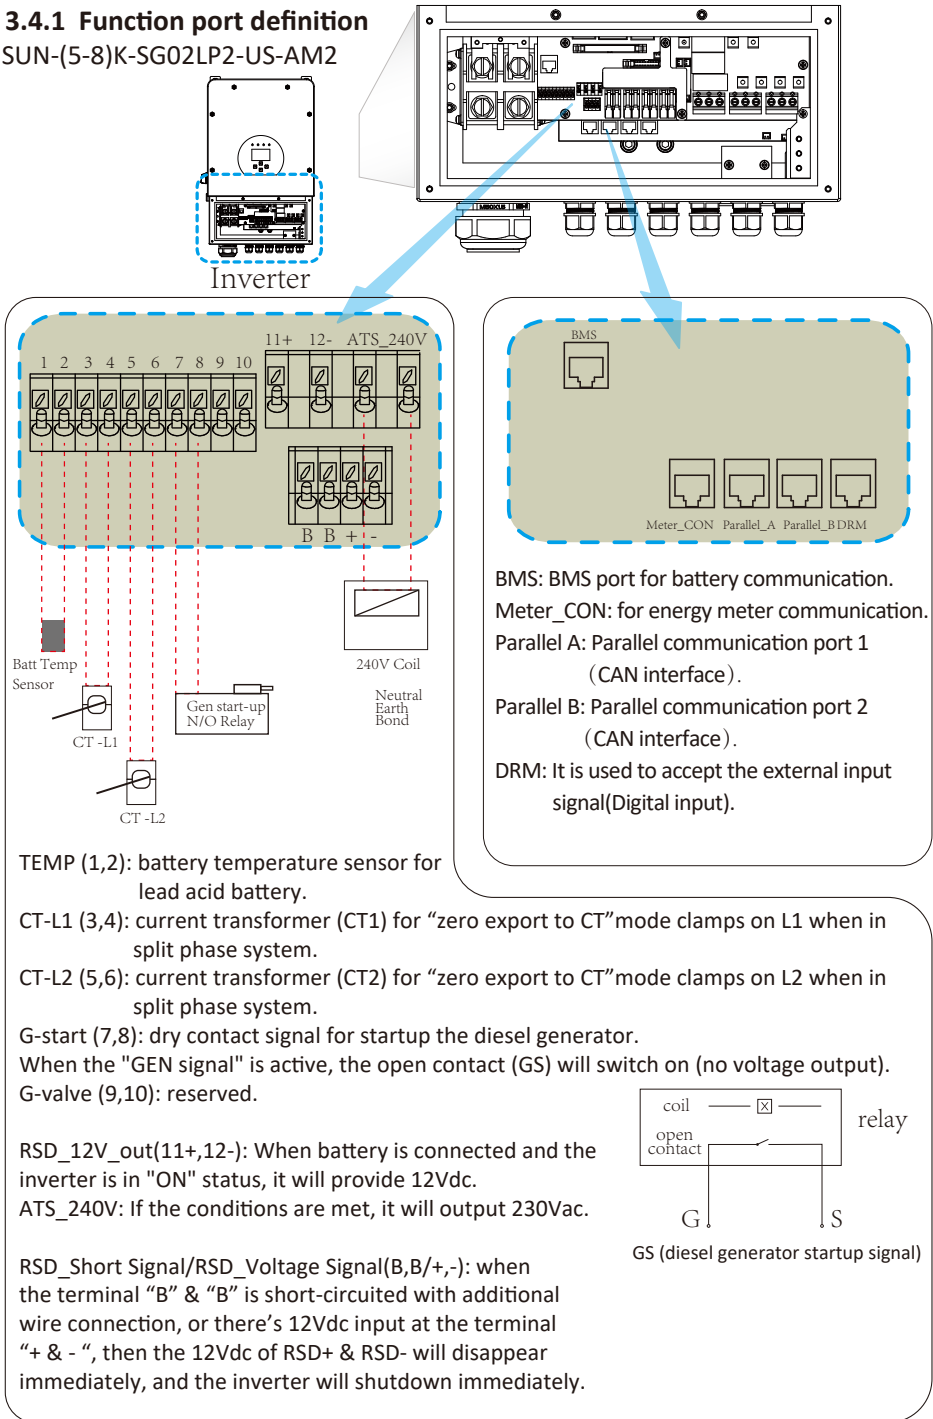 3.4.1 Function port definition
SUN-(5-8)K-SG02LP2-US-AM2
Inverter
11+ 12- ATS_240V
1 2 3 4 5 6 7 8 9 10
B B + -
Batt Temp
Sensor
CT -L1
CT -L2
Gen start-up
N/O Relay
240V Coil
Neutral
Earth
Bond
BMS
Meter_CON Parallel_A Parallel_B DRM
BMS: BMS port for battery communication.
Meter_CON: for energy meter communication.
Parallel A: Parallel communication port 1
（CAN interface）.
Parallel B: Parallel communication port 2
（CAN interface）.
DRM: It is used to accept the external input
signal(Digital input).
TEMP (1,2): battery temperature sensor for
lead acid battery.
CT-L1 (3,4): current transformer (CT1) for “zero export to CT”mode clamps on L1 when in
split phase system.
CT-L2 (5,6): current transformer (CT2) for “zero export to CT”mode clamps on L2 when in
split phase system.
G-start (7,8): dry contact signal for startup the diesel generator.
When the "GEN signal" is active, the open contact (GS) will switch on (no voltage output).
G-valve (9,10): reserved.
RSD_12V_out(11+,12-): When battery is connected and the
inverter is in "ON" status, it will provide 12Vdc.
ATS_240V: If the conditions are met, it will output 230Vac.
RSD_Short Signal/RSD_Voltage Signal(B,B/+,-): when
the terminal “B” & “B” is short-circuited with additional
wire connection, or there’s 12Vdc input at the terminal
“+ & - “, then the 12Vdc of RSD+ & RSD- will disappear
immediately, and the inverter will shutdown immediately.
coil
open
contact
relay
G S
GS (diesel generator startup signal)